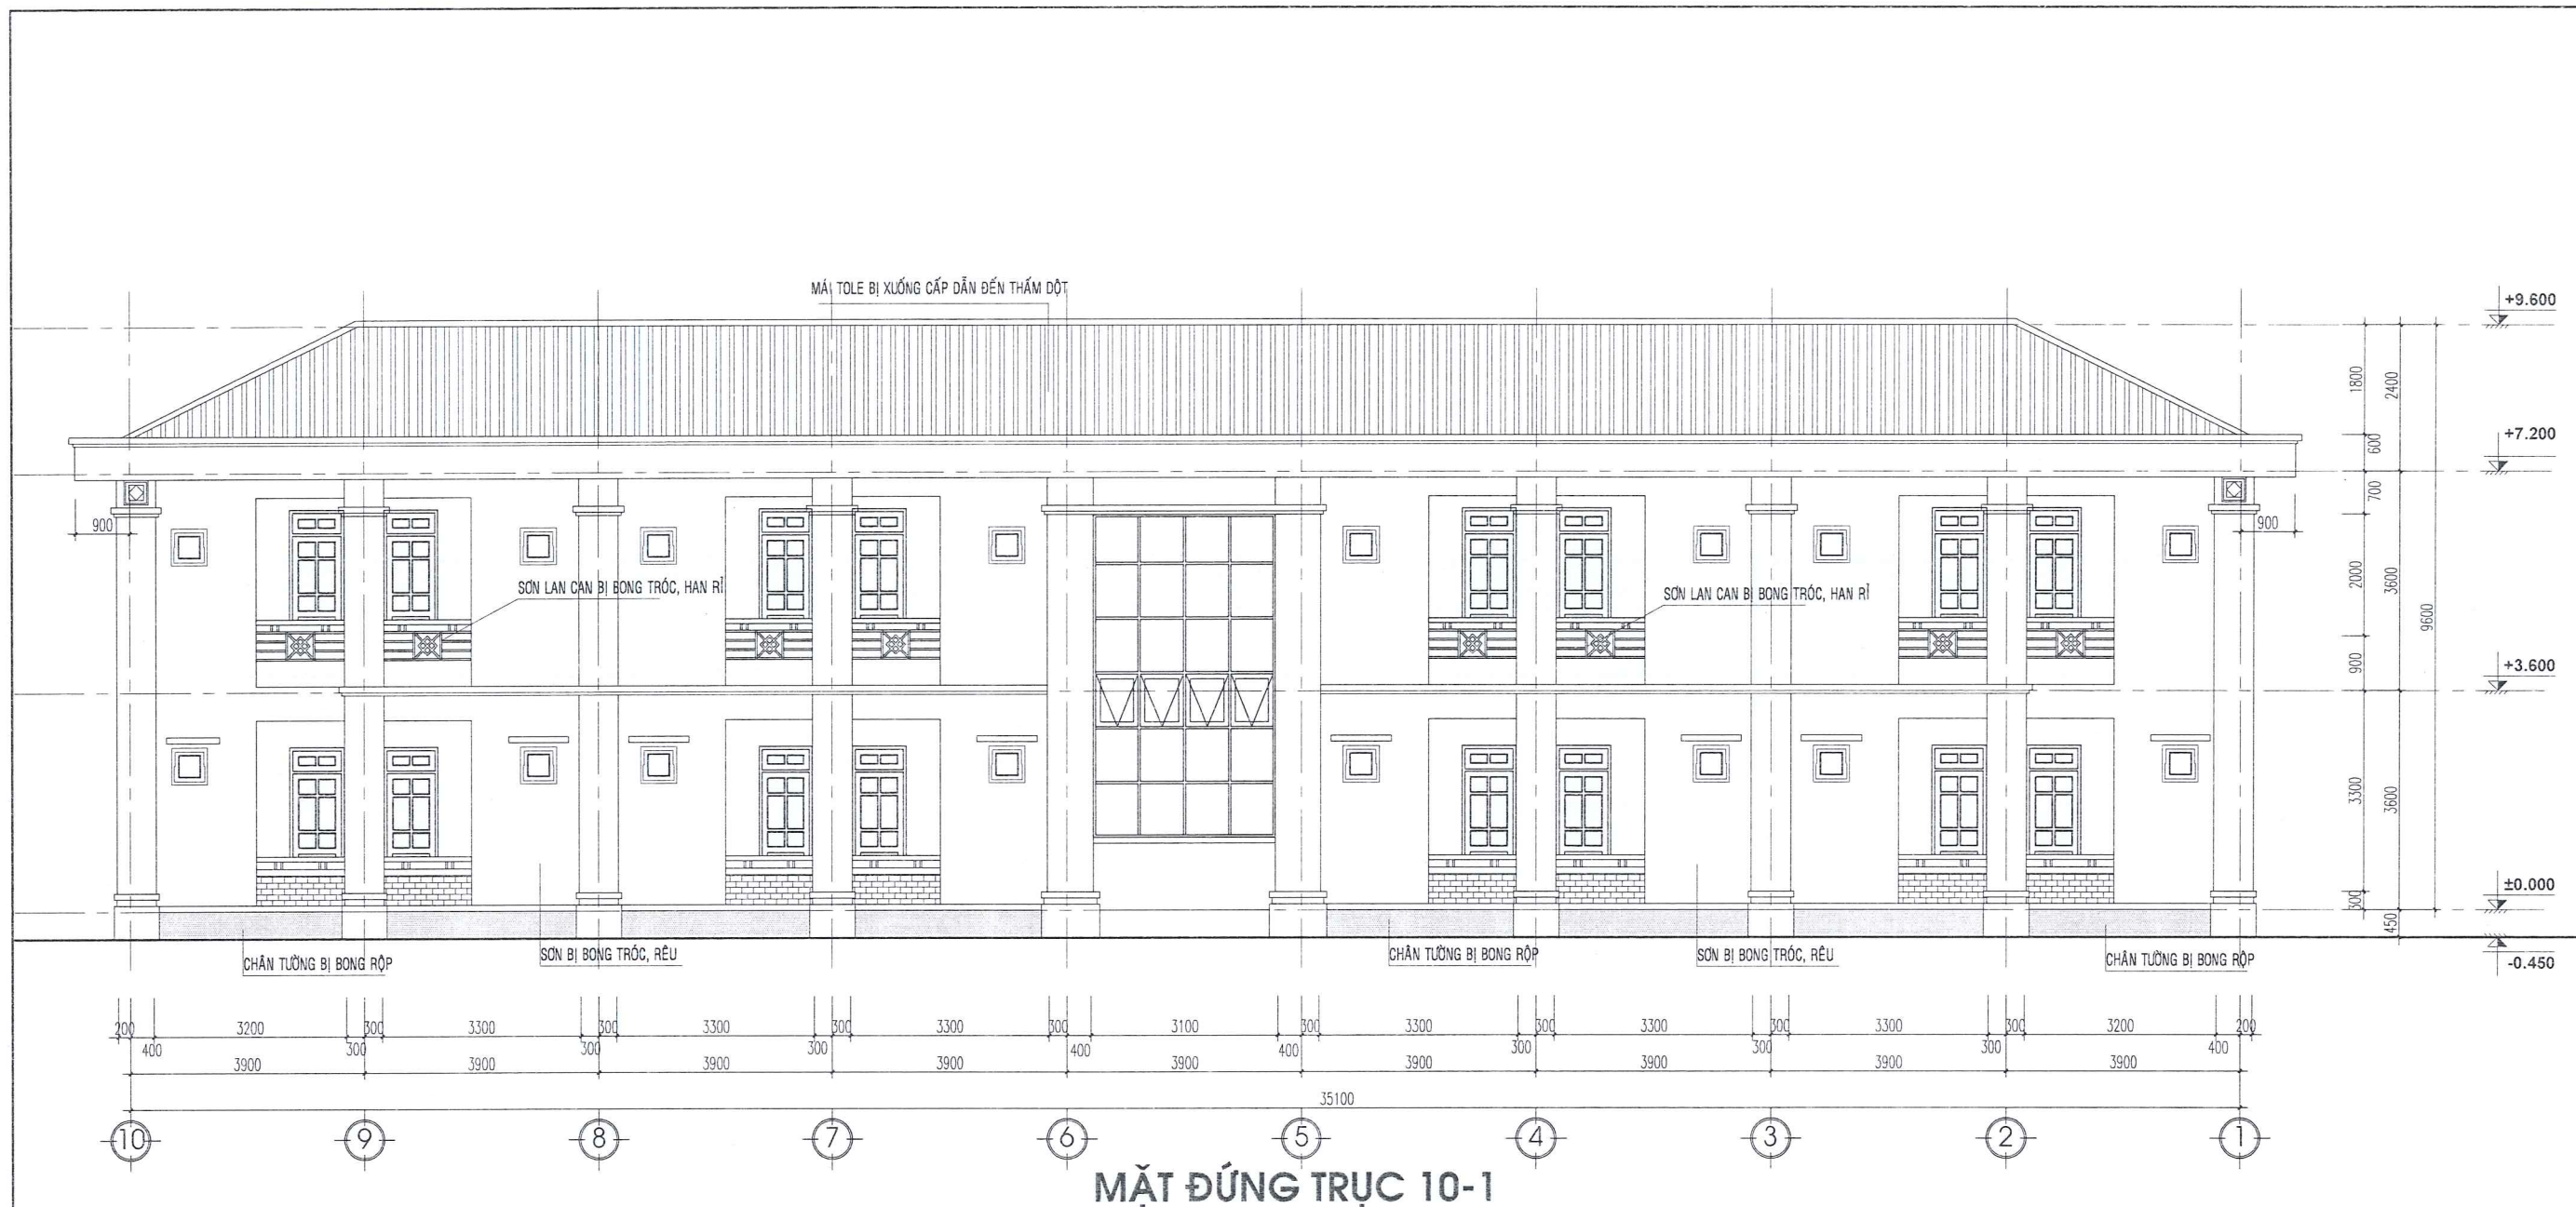 MÁI TOLE BỊ XUỐNG CẤP DẪN ĐẾN THẤM DỘT
+9.600
1800
2400
+7.200
600
700
900
900
SƠN LAN CAN BỊ BONG TRÓC, HAN RỈ
SƠN LAN CAN BỊ BONG TRÓC, HAN RỈ
2000
3600
9600
+3.600
900
3300
3600
±0.000
300
450
CHÂN TƯỜNG BỊ BONG RỘP
SƠN BỊ BONG TRÓC, RÊU
CHÂN TƯỜNG BỊ BONG RỘP
SƠN BỊ BONG TRÓC, RÊU
CHÂN TƯỜNG BỊ BONG RỘP
-0.450
200 3200 300 3300 300 3300 300 3300 300 3100 300 3300 300 3300 300 3300 300 3200 200
400 300 300 300 400 400 300 300 300 400
3900 3900 3900 3900 3900 3900 3900 3900 3900
35100
10 9 8 7 6 5 4 3 2 1
MẶT ĐỨNG TRỤC 10-1